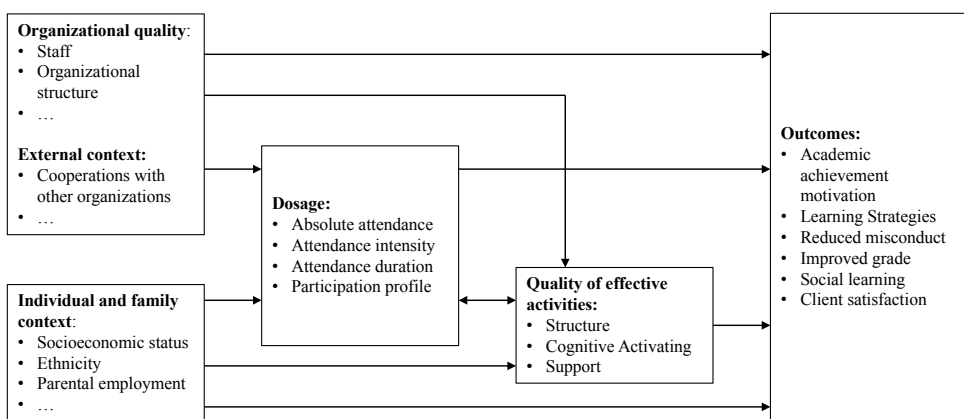 Organizational quality:
• Staff
• Organizational
structure
• …
External context:
• Cooperations with
other organizations
• …
Individual and family
context:
• Socioeconomic status
• Ethnicity
• Parental employment
• …
Dosage:
• Absolute attendance
• Attendance intensity
• Attendance duration
• Participation profile
Quality of effective
activities:
• Structure
• Cognitive Activating
• Support
Outcomes:
• Academic
achievement
motivation
• Learning Strategies
• Reduced misconduct
• Improved grade
• Social learning
• Client satisfaction